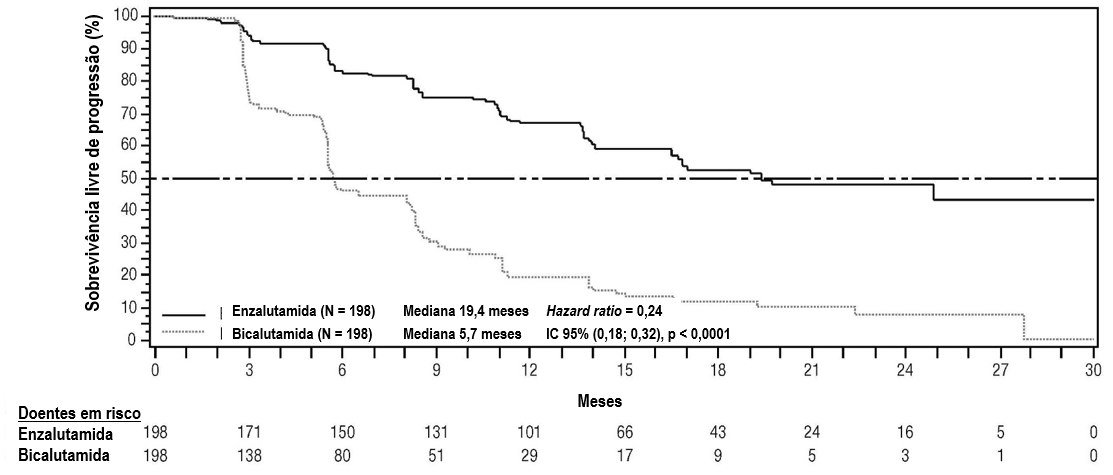 Sobrevivência livre de progressão (%)
100
90
80
70
60
50
40
30
20
10
0
Enzalutamida (N = 198) Mediana 19,4 meses Hazard ratio = 0,24
Bicalutamida (N = 198) Mediana 5,7 meses IC 95% (0,18; 0,32), p < 0,0001
0 3 6 9 12 15 18 21 24 27 30
Meses
Doentes em risco
Enzalutamida 198 171 150 131 101 66 43 24 16 5 0
Bicalutamida 198 138 80 51 29 17 9 5 3 1 0